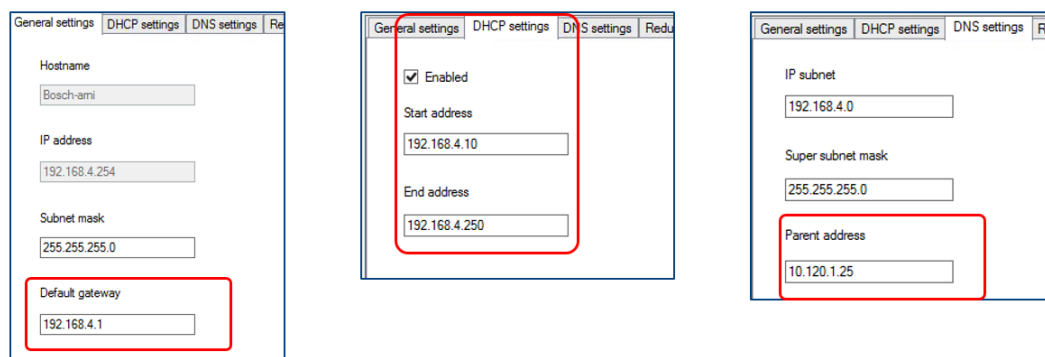 General settings DHCP settings DNS settings Re
Hostname
Bosch-ami
IP address
192.168.4.254
Subnet mask
255.255.255.0
Default gateway
192.168.4.1
General settings DHCP settings DNS settings Redu
Enabled
Start address
192.168.4.10
End address
192.168.4.250
General settings DHCP settings DNS settings R
IP subnet
192.168.4.0
Super subnet mask
255.255.255.0
Parent address
10.120.1.25